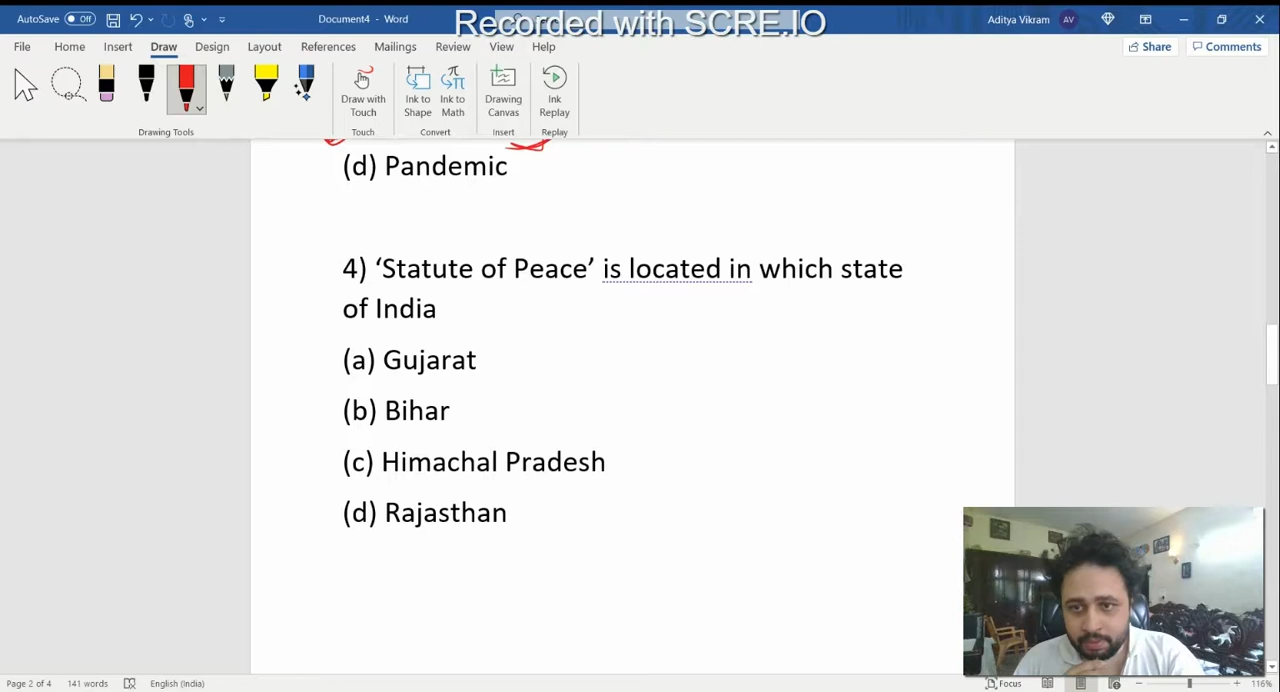 AutoSave Off
Document4 - Word
Recorded with SCRE.IO
Aditya Vikram AV
File Home Insert Draw Design Layout References Mailings Review View Help
Share Comments
Draw with Touch
Ink to Shape
Ink to Math
Drawing Canvas
Ink Replay
Drawing Tools Touch Convert Insert Replay
(d) Pandemic
4) ‘Statute of Peace’ is located in which state
of India
(a) Gujarat
(b) Bihar
(c) Himachal Pradesh
(d) Rajasthan
Page 2 of 4 141 words English (India) Focus 116%